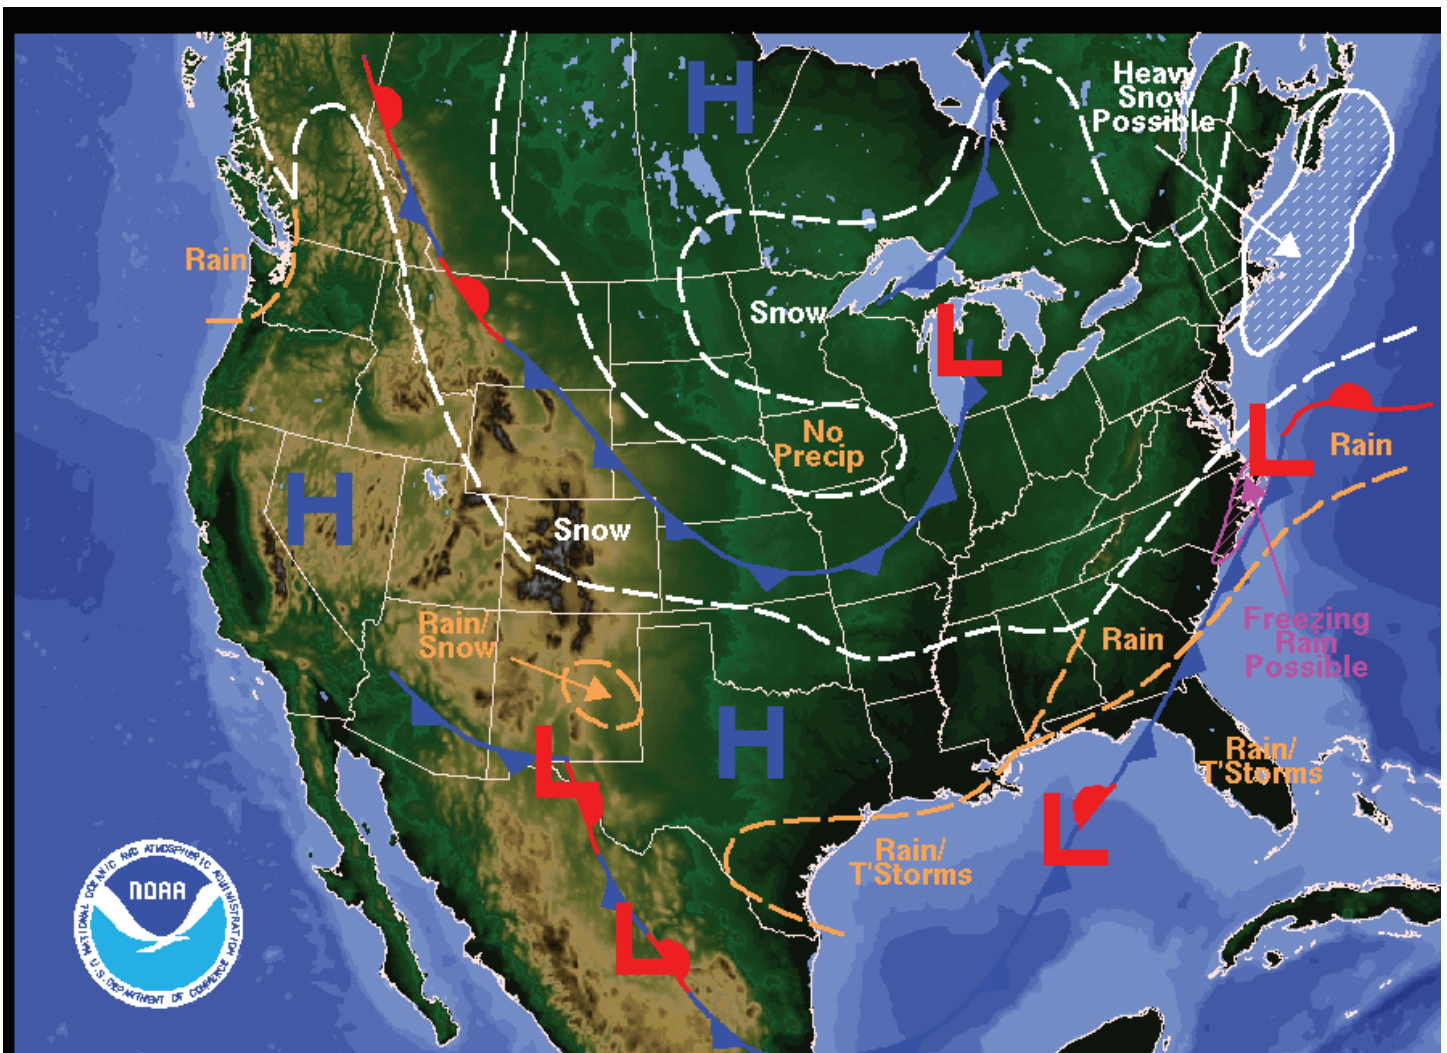 H
Heavy
Snow
Possible
Rain
Snow
L
No
Precip
L
Rain
H
Snow
Rain/
Snow
Rain
Freezing
Rain
Possible
H
L
Rain/
T'Storms
L
Rain/
T'Storms
L
NATIONAL OCEANIC AND ATMOSPHERIC ADMINISTRATION
NOAA
U.S. DEPARTMENT OF COMMERCE